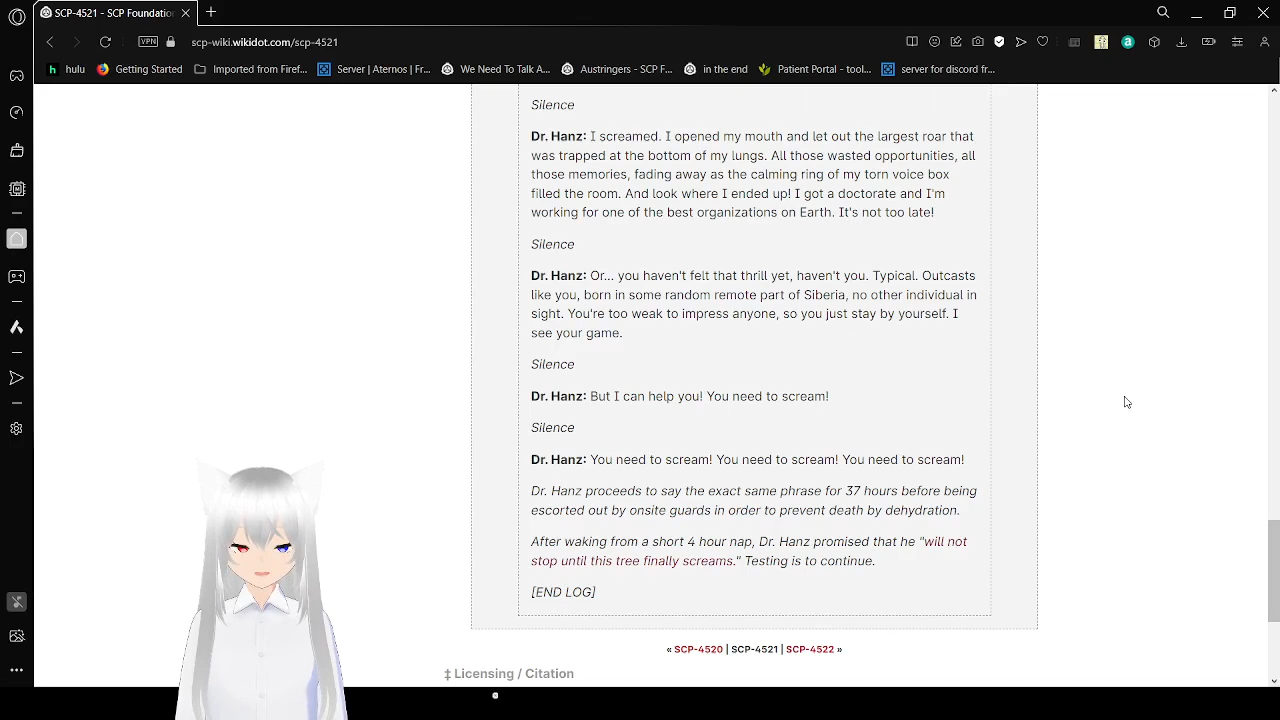 SCP-4521 - SCP Foundation
VPN
scp-wiki.wikidot.com/scp-4521
h hulu
Getting Started
Imported from Firef...
Server | Aternos | Fr...
We Need To Talk A...
Austringers - SCP F...
in the end
Patient Portal - tool...
server for discord fr...
Silence
Dr. Hanz: I screamed. I opened my mouth and let out the largest roar that
was trapped at the bottom of my lungs. All those wasted opportunities, all
those memories, fading away as the calming ring of my torn voice box
filled the room. And look where I ended up! I got a doctorate and I'm
working for one of the best organizations on Earth. It's not too late!
Silence
Dr. Hanz: Or... you haven't felt that thrill yet, haven't you. Typical. Outcasts
like you, born in some random remote part of Siberia, no other individual in
sight. You're too weak to impress anyone, so you just stay by yourself. I
see your game.
Silence
Dr. Hanz: But I can help you! You need to scream!
Silence
Dr. Hanz: You need to scream! You need to scream! You need to scream!
Dr. Hanz proceeds to say the exact same phrase for 37 hours before being
escorted out by onsite guards in order to prevent death by dehydration.
After waking from a short 4 hour nap, Dr. Hanz promised that he "will not
stop until this tree finally screams." Testing is to continue.
[END LOG]
« SCP-4520 | SCP-4521 | SCP-4522 »
‡ Licensing / Citation